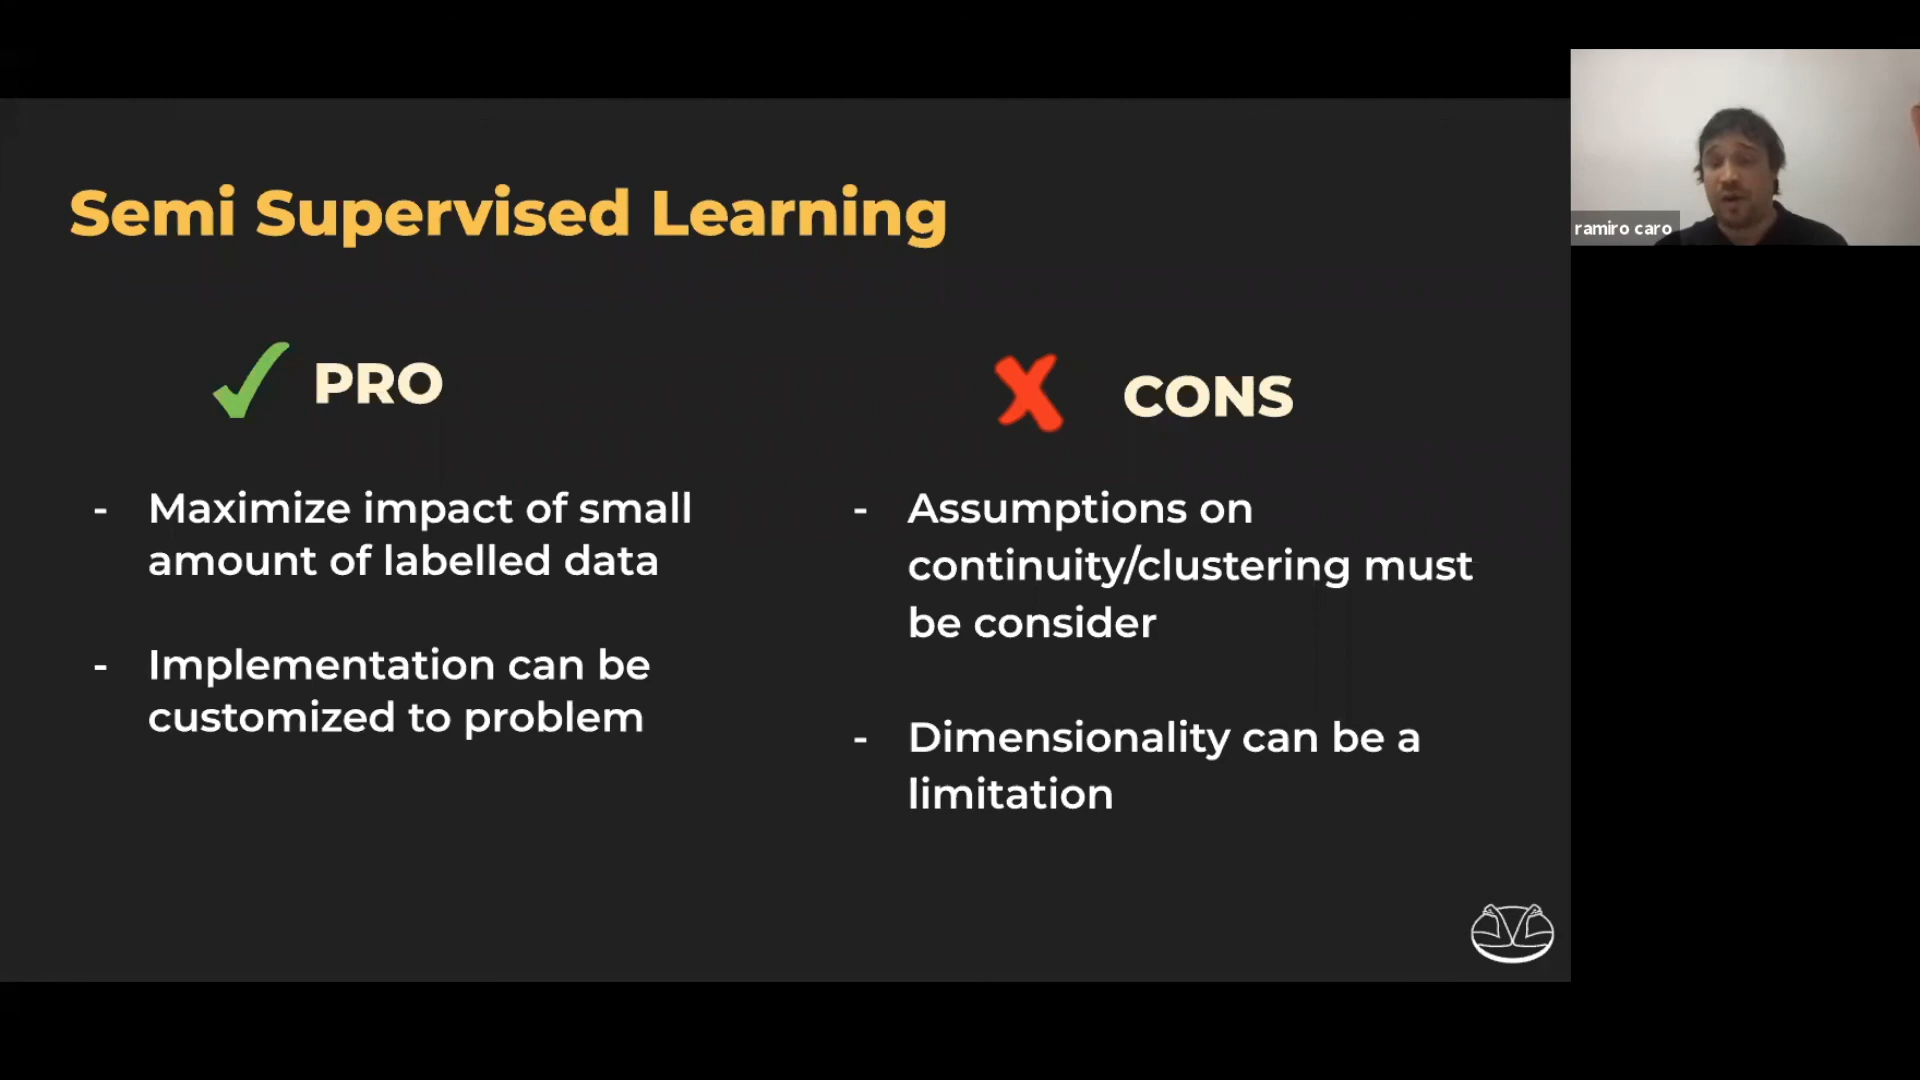 Semi Supervised Learning
PRO
- Maximize impact of small
amount of labelled data
- Implementation can be
customized to problem
CONS
- Assumptions on
continuity/clustering must
be consider
- Dimensionality can be a
limitation
ramiro caro